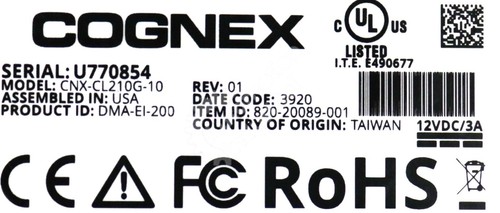 COGNEX
C UL US
LISTED
I.T.E. E490677
SERIAL: U770854
MODEL: CNX-CL210G-10
ASSEMBLED IN: USA
PRODUCT ID: DMA-EI-200
REV: 01
DATE CODE: 3920
ITEM ID: 820-20089-001
COUNTRY OF ORIGIN: TAIWAN
12VDC/3A
CE FC RoHS